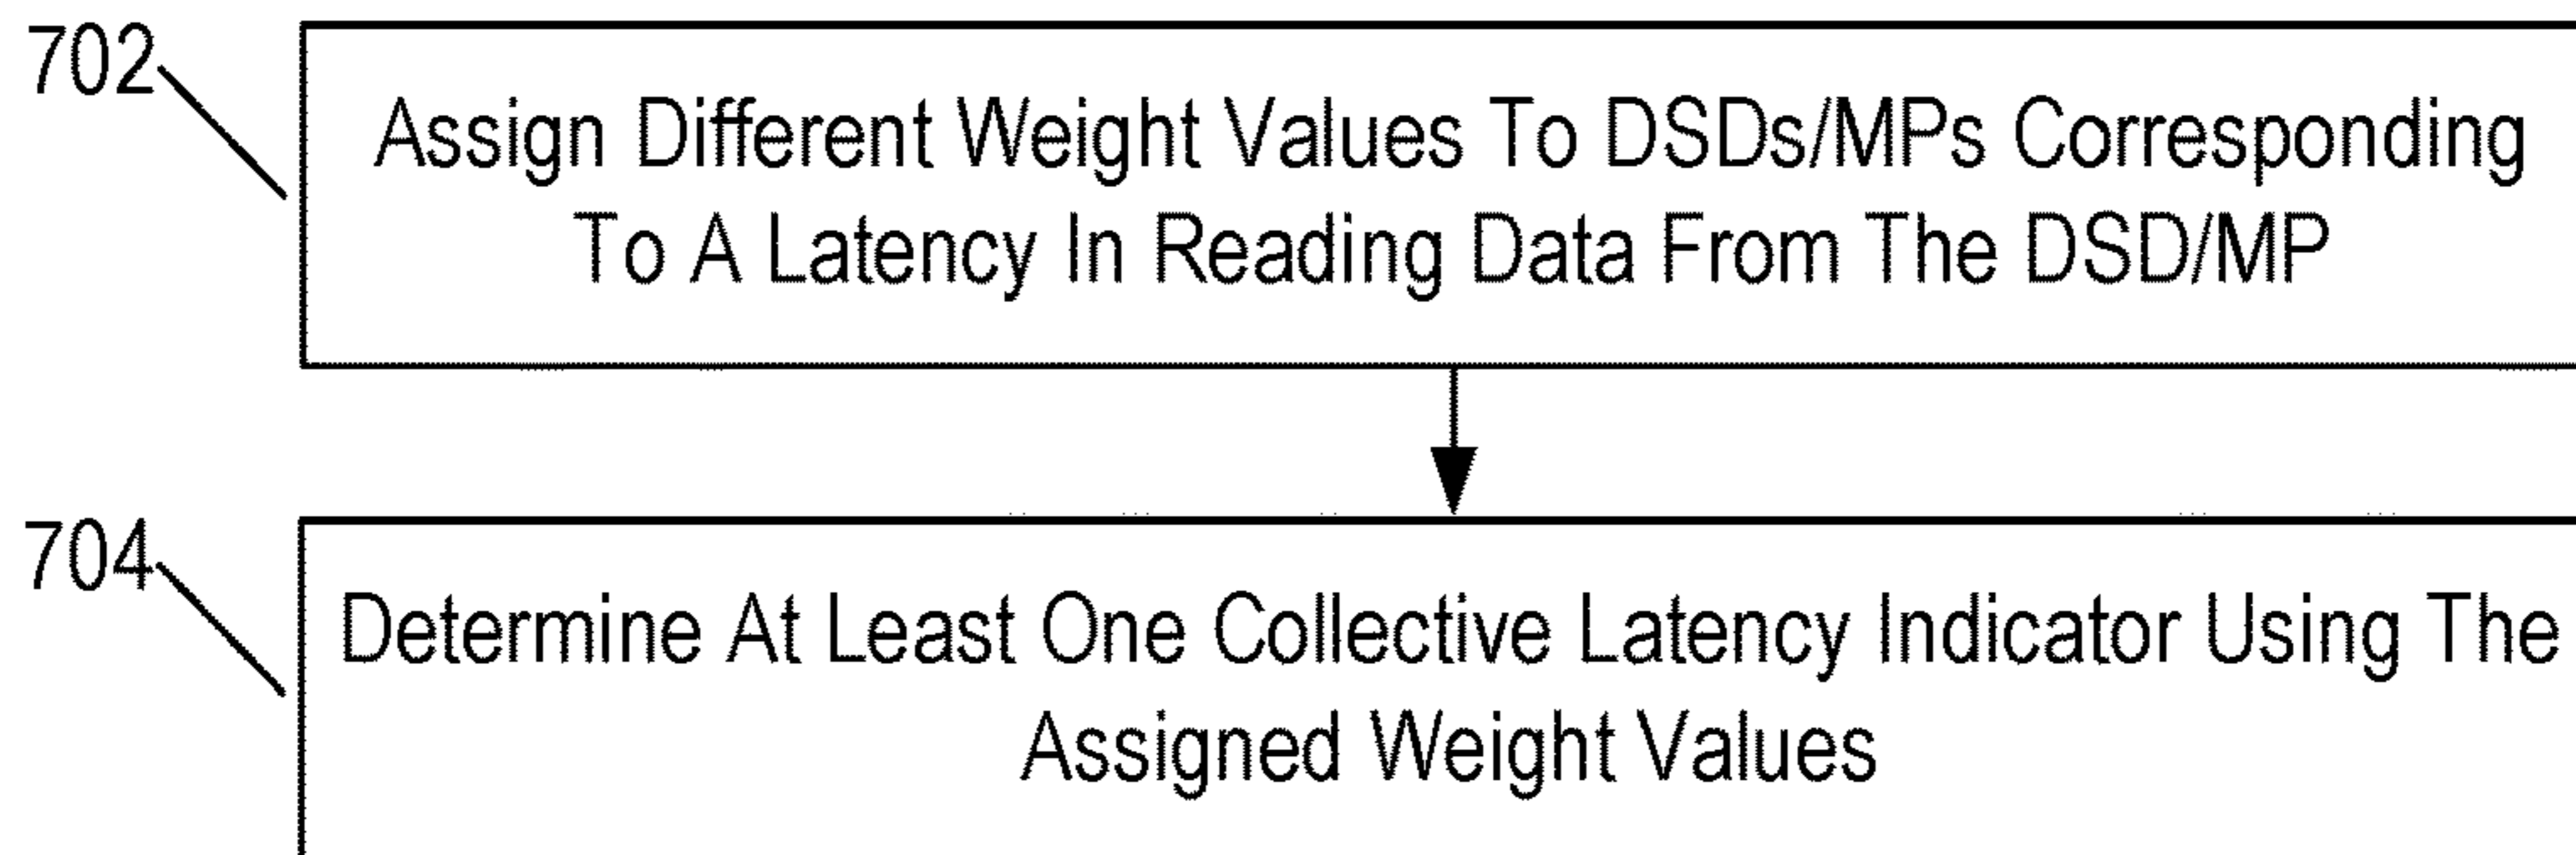 702
Assign Different Weight Values To DSDs/MPs Corresponding
To A Latency In Reading Data From The DSD/MP
704
Determine At Least One Collective Latency Indicator Using The
Assigned Weight Values